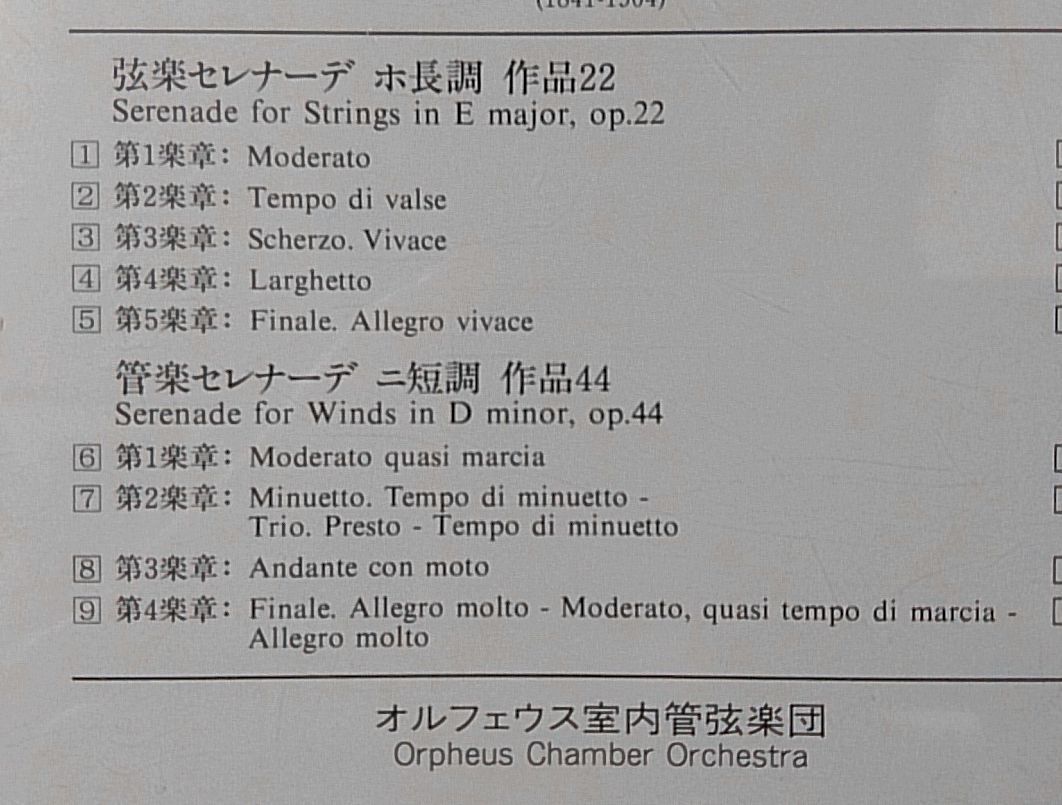 弦楽セレナーデ ホ長調 作品22
Serenade for Strings in E major, op.22
1 第1楽章： Moderato
2 第2楽章： Tempo di valse
3 第3楽章： Scherzo. Vivace
4 第4楽章： Larghetto
5 第5楽章： Finale. Allegro vivace
管楽セレナーデ ニ短調 作品44
Serenade for Winds in D minor, op.44
6 第1楽章： Moderato quasi marcia
7 第2楽章： Minuetto. Tempo di minuetto -
Trio. Presto - Tempo di minuetto
8 第3楽章： Andante con moto
9 第4楽章： Finale. Allegro molto - Moderato, quasi tempo di marcia -
Allegro molto
オルフェウス室内管弦楽団
Orpheus Chamber Orchestra